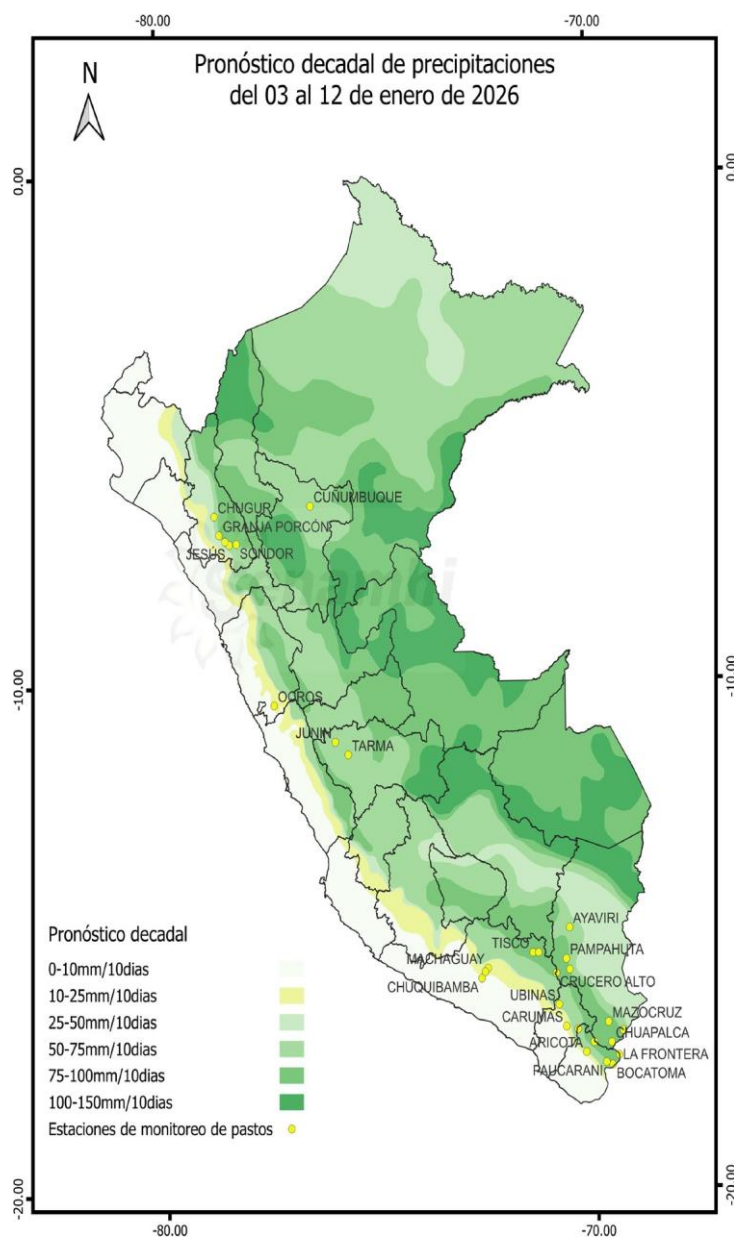 -80.00
-70.00
N
Pronóstico decadal de precipitaciones
del 03 al 12 de enero de 2026
0.00
0.00
CUÑUMBUQUE
CHUGUR
GRANJA PORCÓN
JESÚS
SONDOR
Senamhi
-10.00
-10.00
OCROS
JUNIN
TARMA
AYAVIRI
TISCO
PAMPAHUTA
MACHAGUAY
CRUCERO ALTO
CHUQUIBAMBA
UBINAS
MAZOCRUZ
CARUMAS
CHUAPALCA
ARICOTA
LA FRONTERA
PAUCARANI
BOCATOMA
Pronóstico decadal
0-10mm/10dias
10-25mm/10dias
25-50mm/10dias
50-75mm/10dias
75-100mm/10dias
100-150mm/10dias
Estaciones de monitoreo de pastos
-20.00
-20.00
-80.00
-70.00